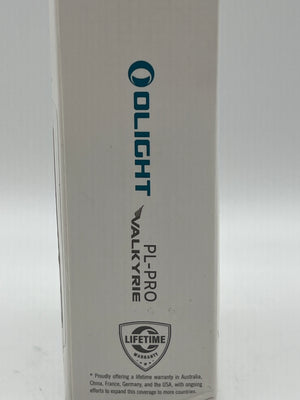 OLIGHT
PL-PRO
VALKYRIE
LIFETIME
WARRANTY
* Proudly offering a lifetime warranty in Australia,
China, France, Germany, and the USA, with ongoing
efforts to expand this coverage to more countries.